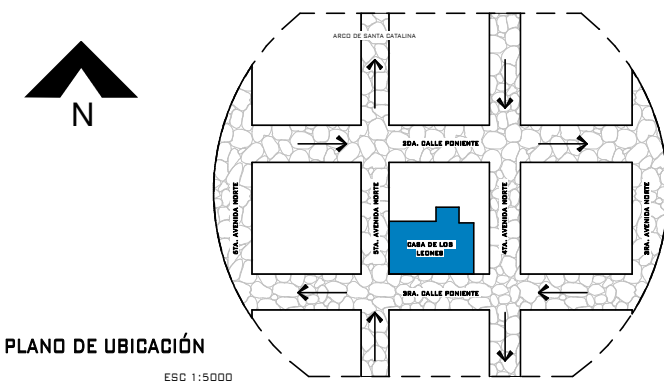 ARCO DE SANTA CATALINA
N
2DA. CALLE PONIENTE
6TA. AVENIDA NORTE
5TA. AVENIDA NORTE
4TA. AVENIDA NORTE
3RA. AVENIDA NORTE
CASA DE LOS
LEONES
3RA. CALLE PONIENTE
PLANO DE UBICACIÓN
ESC 1:5000